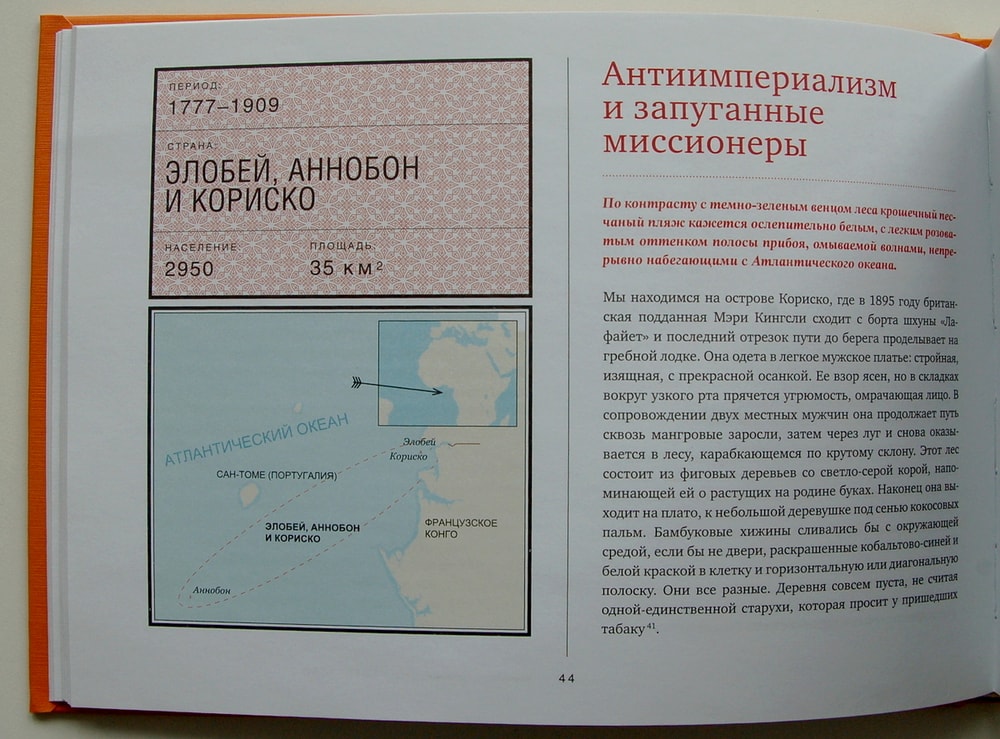 ПЕРИОД:
1777–1909
СТРАНА:
ЭЛОБЕЙ, АННОБОН
И КОРИСКО
НАСЕЛЕНИЕ:
2950
ПЛОЩАДЬ:
35 км²
АТЛАНТИЧЕСКИЙ ОКЕАН
Элобей
Кориско
САН-ТОМЕ (ПОРТУГАЛИЯ)
ЭЛОБЕЙ, АННОБОН
И КОРИСКО
ФРАНЦУЗСКОЕ
КОНГО
Аннобон
Антиимпериализм
и запуганные
миссионеры
По контрасту с темно-зеленым венцом леса крошечный пес-
чаный пляж кажется ослепительно белым, с легким розова-
тым оттенком полосы прибоя, омываемой волнами, непре-
рывно набегающими с Атлантического океана.
Мы находимся на острове Кориско, где в 1895 году британ-
ская подданная Мэри Кингсли сходит с борта шхуны «Ла-
файет» и последний отрезок пути до берега проделывает на
гребной лодке. Она одета в легкое мужское платье: стройная,
изящная, с прекрасной осанкой. Ее взор ясен, но в складках
вокруг узкого рта прячется угрюмость, омрачающая лицо. В
сопровождении двух местных мужчин она продолжает путь
сквозь мангровые заросли, затем через луг и снова оказы-
вается в лесу, карабкающемся по крутому склону. Этот лес
состоит из фиговых деревьев со светло-серой корой, напо-
минающей ей о растущих на родине буках. Наконец она вы-
ходит на плато, к небольшой деревушке под сенью кокосовых
пальм. Бамбуковые хижины сливались бы с окружающей
средой, если бы не двери, раскрашенные кобальтово-синей и
белой краской в клетку и горизонтальную или диагональную
полоску. Они все разные. Деревня совсем пуста, не считая
одной-единственной старухи, которая просит у пришедших
табаку⁴¹.
44